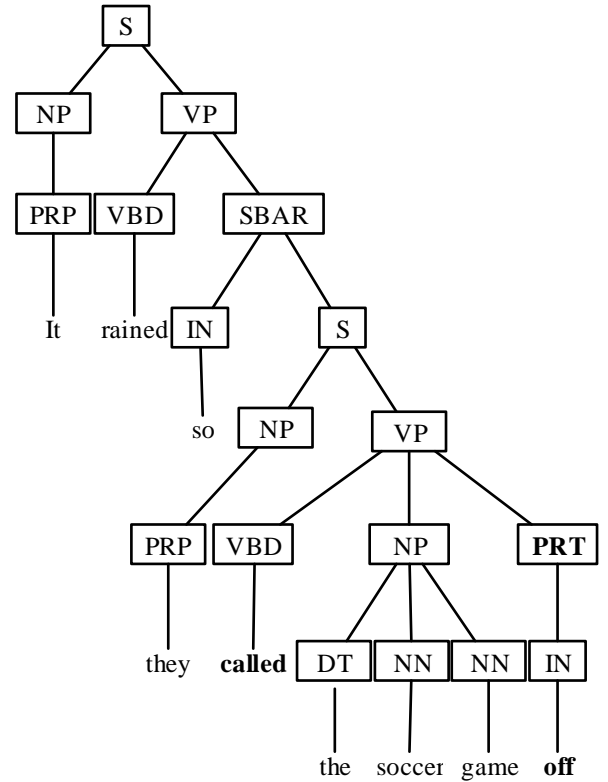 S
NP VP
PRP VBD SBAR
It rained IN S
so NP VP
PRP VBD NP PRT
they called DT NN NN IN
the soccer game off